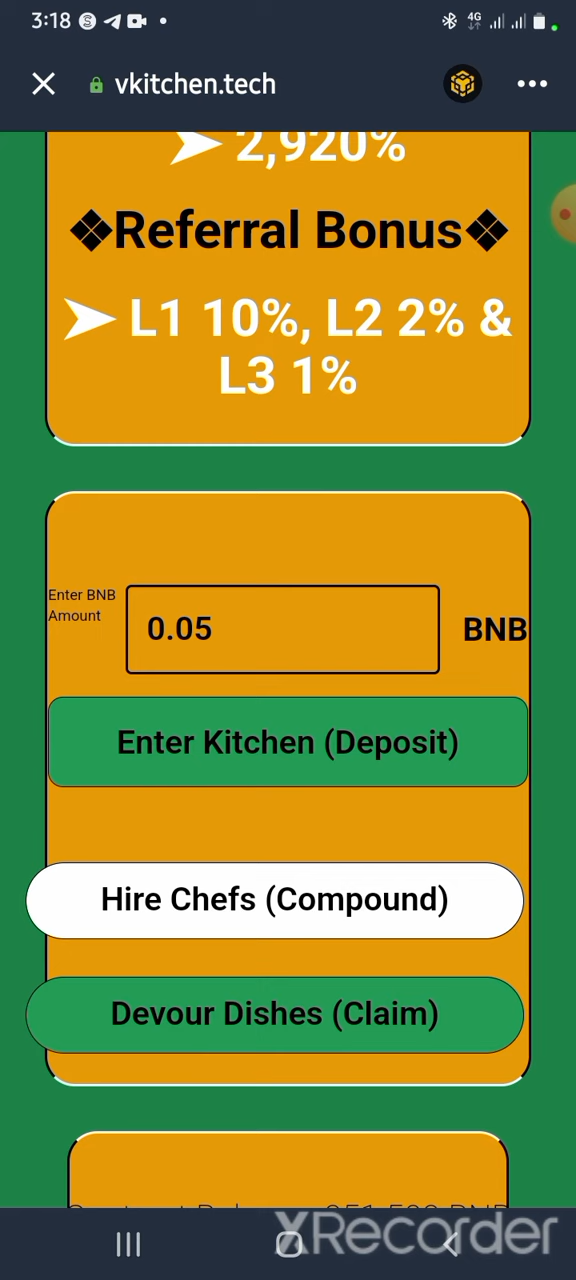 3:18
4G
vkitchen.tech
➤ 2,920%
❖Referral Bonus❖
➤ L1 10%, L2 2% &
L3 1%
Enter BNB
Amount
0.05
BNB
Enter Kitchen (Deposit)
Hire Chefs (Compound)
Devour Dishes (Claim)
XRecorder